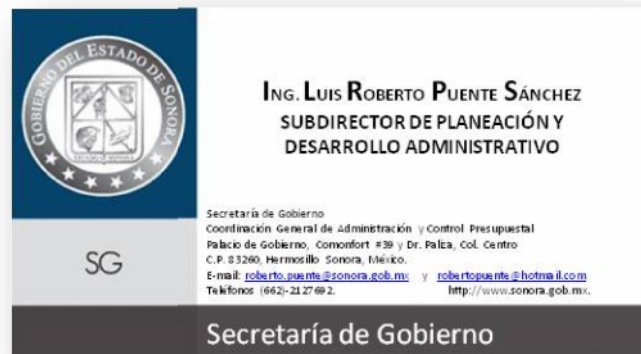 GOBIERNO DEL ESTADO DE SONORA
ESTADO DE SONORA
SG
ING. LUIS ROBERTO PUENTE SÁNCHEZ
SUBDIRECTOR DE PLANEACIÓN Y
DESARROLLO ADMINISTRATIVO
Secretaría de Gobierno
Coordinación General de Administración y Control Presupuestal
Palacio de Gobierno, Comonfort #39 y Dr. Paliza, Col. Centro
C.P. 83260, Hermosillo Sonora, México.
E-mail: roberto.puente@sonora.gob.mx y robertopuente@hotmail.com
Teléfonos (662)-2127692. http://www.sonora.gob.mx.
Secretaría de Gobierno